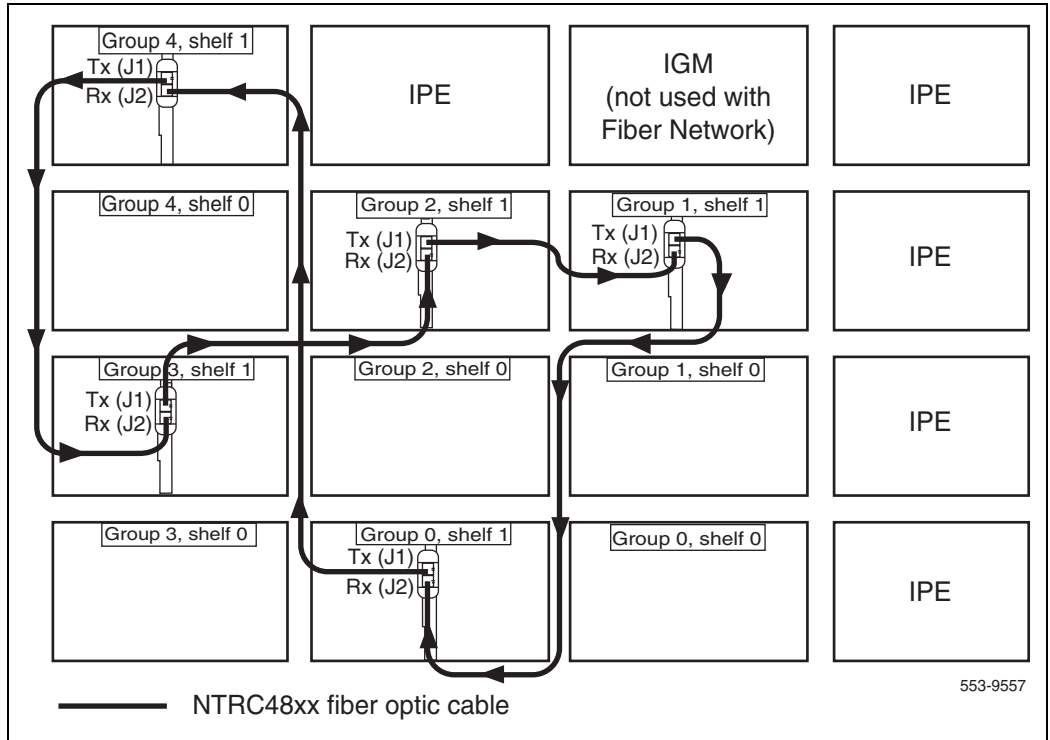 Group 4, shelf 1
Tx (J1)
Rx (J2)
IPE
IGM
(not used with
Fiber Network)
IPE
Group 4, shelf 0
Group 2, shelf 1
Tx (J1)
Rx (J2)
Group 1, shelf 1
Tx (J1)
Rx (J2)
IPE
Group 3, shelf 1
Tx (J1)
Rx (J2)
Group 2, shelf 0
Group 1, shelf 0
IPE
Group 3, shelf 0
Group 0, shelf 1
Tx (J1)
Rx (J2)
Group 0, shelf 0
IPE
553-9557
NTRC48xx fiber optic cable